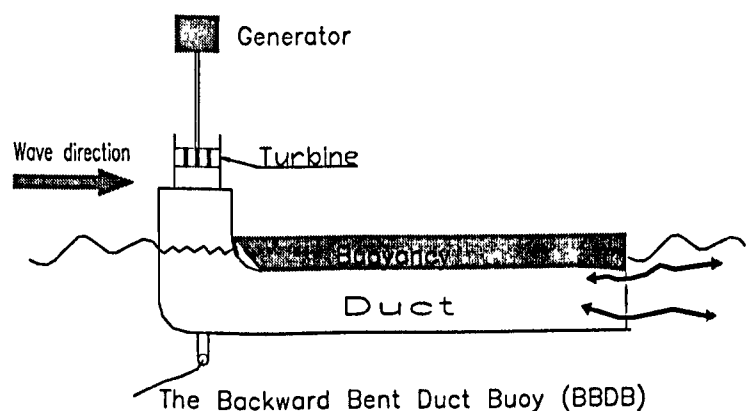 Generator
Wave direction
Turbine
Buoyancy
Duct
The Backward Bent Duct Buoy (BBDB)